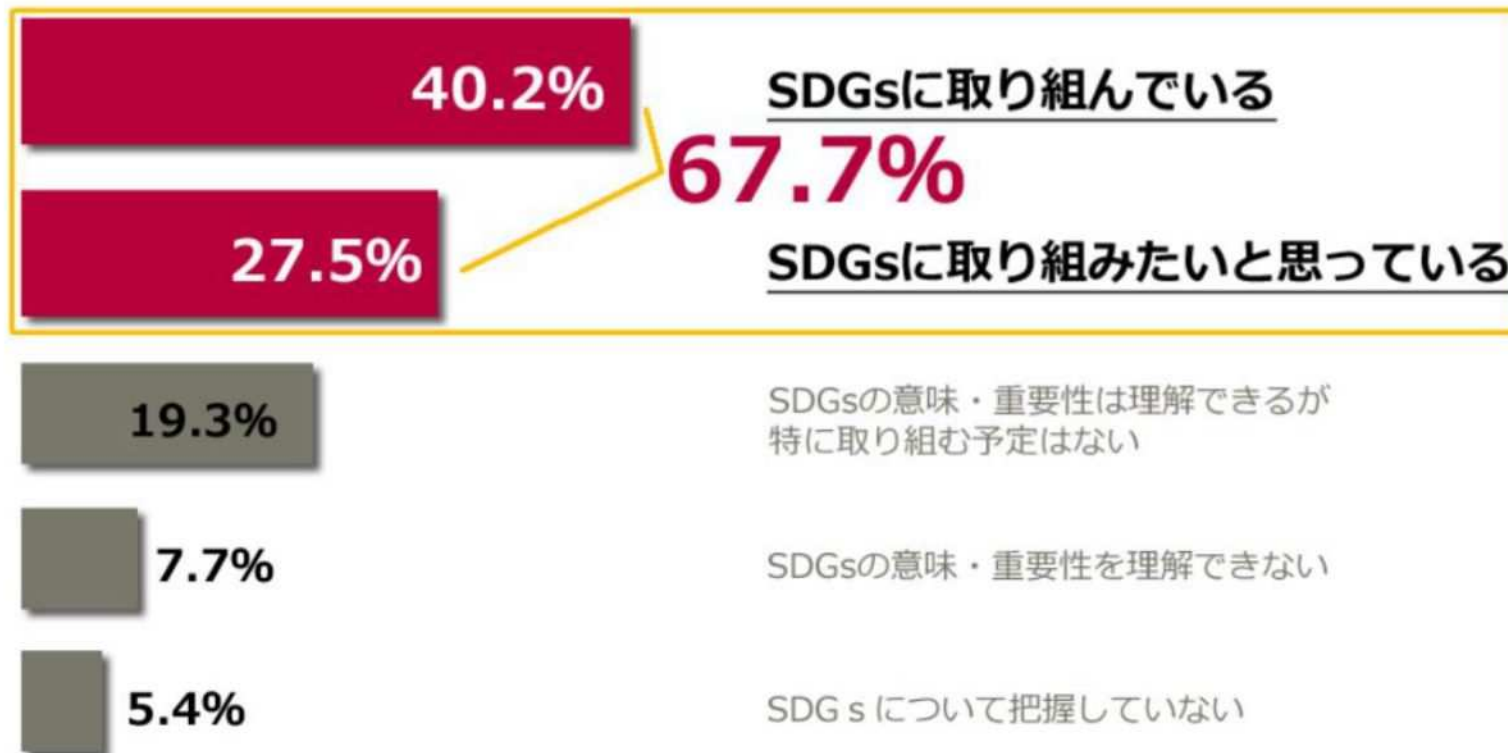 40.2%
SDGsに取り組んでいる
67.7%
27.5%
SDGsに取り組みたいと思っている
19.3%
SDGsの意味・重要性は理解できるが
特に取り組む予定はない
7.7%
SDGsの意味・重要性を理解できない
5.4%
SDGｓについて把握していない